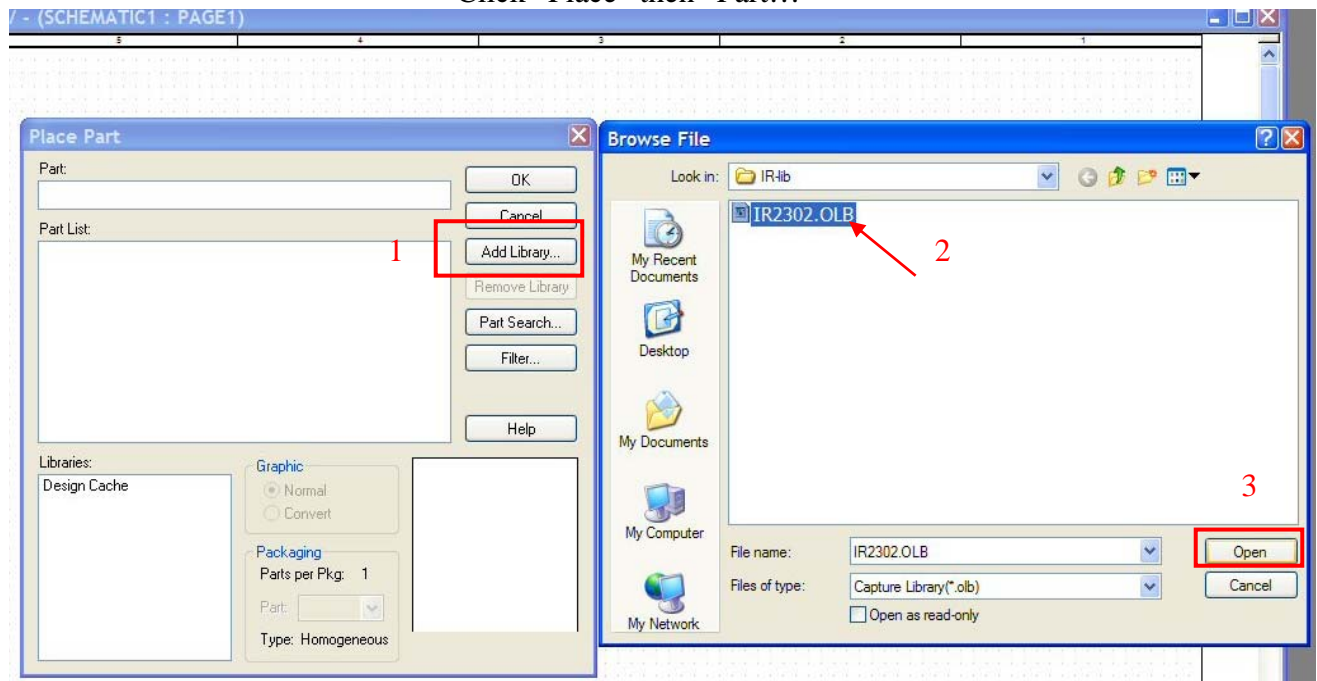 Click "Place" then "Part…"
/ - (SCHEMATIC1 : PAGE1)
5 4 3 2 1
Place Part
Part:
OK
Cancel
Part List:
1
Add Library...
Remove Library
Part Search...
Filter...
Help
Libraries:
Design Cache
Graphic
Normal
Convert
Packaging
Parts per Pkg: 1
Part:
Type: Homogeneous
Browse File
Look in: IR-lib
IR2302.OLB
2
My Recent
Documents
Desktop
My Documents
My Computer
My Network
3
File name: IR2302.OLB
Open
Files of type: Capture Library(*.olb)
Cancel
Open as read-only